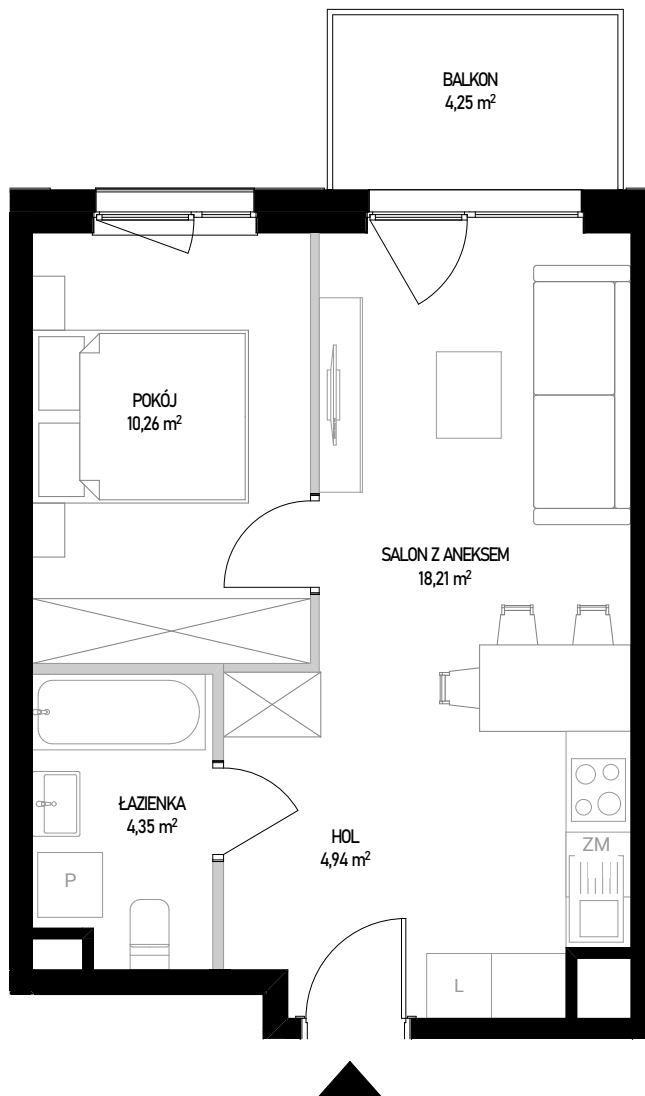 BALKON
4,25 m²
POKÓJ
10,26 m²
SALON Z ANEKSEM
18,21 m²
ŁAZIENKA
4,35 m²
HOL
4,94 m²
ZM
P
L